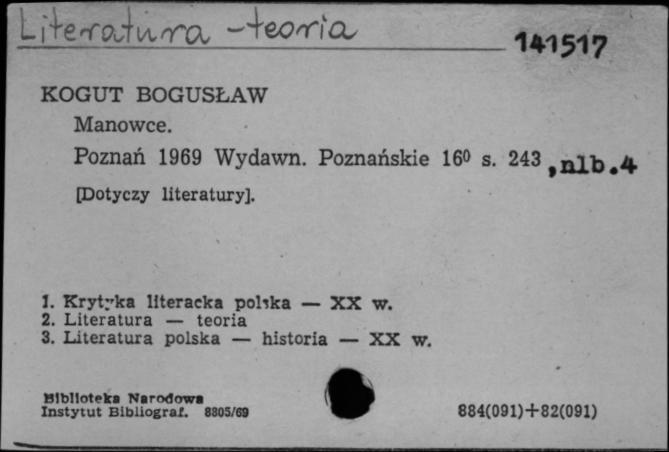 Literatura - teoria
141517
KOGUT BOGUSŁAW
Manowce.
Poznań 1969 Wydawn. Poznańskie 16⁰ s. 243, nlb.4
[Dotyczy literatury].
1. Krytyka literacka polska — XX w.
2. Literatura — teoria
3. Literatura polska — historia — XX w.
Biblioteka Narodowa
Instytut Bibliograf. 8805/69
884(091)+82(091)